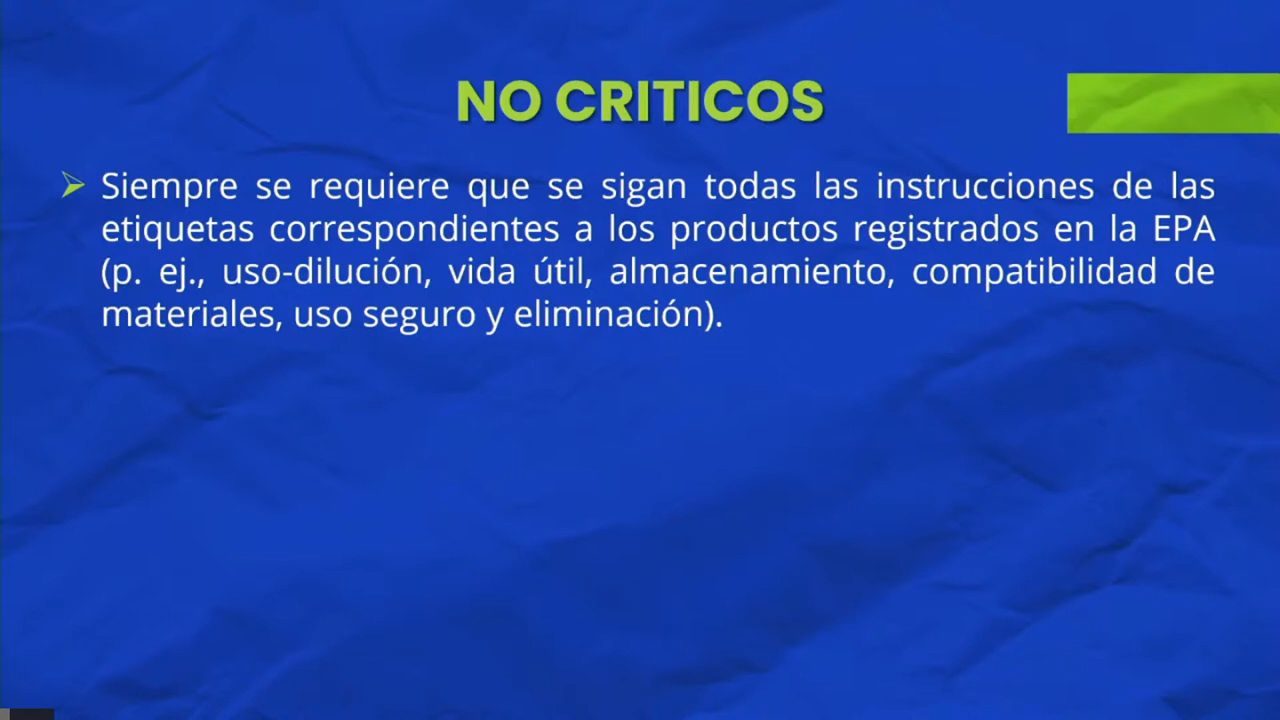 NO CRITICOS
Siempre se requiere que se sigan todas las instrucciones de las
etiquetas correspondientes a los productos registrados en la EPA
(p. ej., uso-dilución, vida útil, almacenamiento, compatibilidad de
materiales, uso seguro y eliminación).